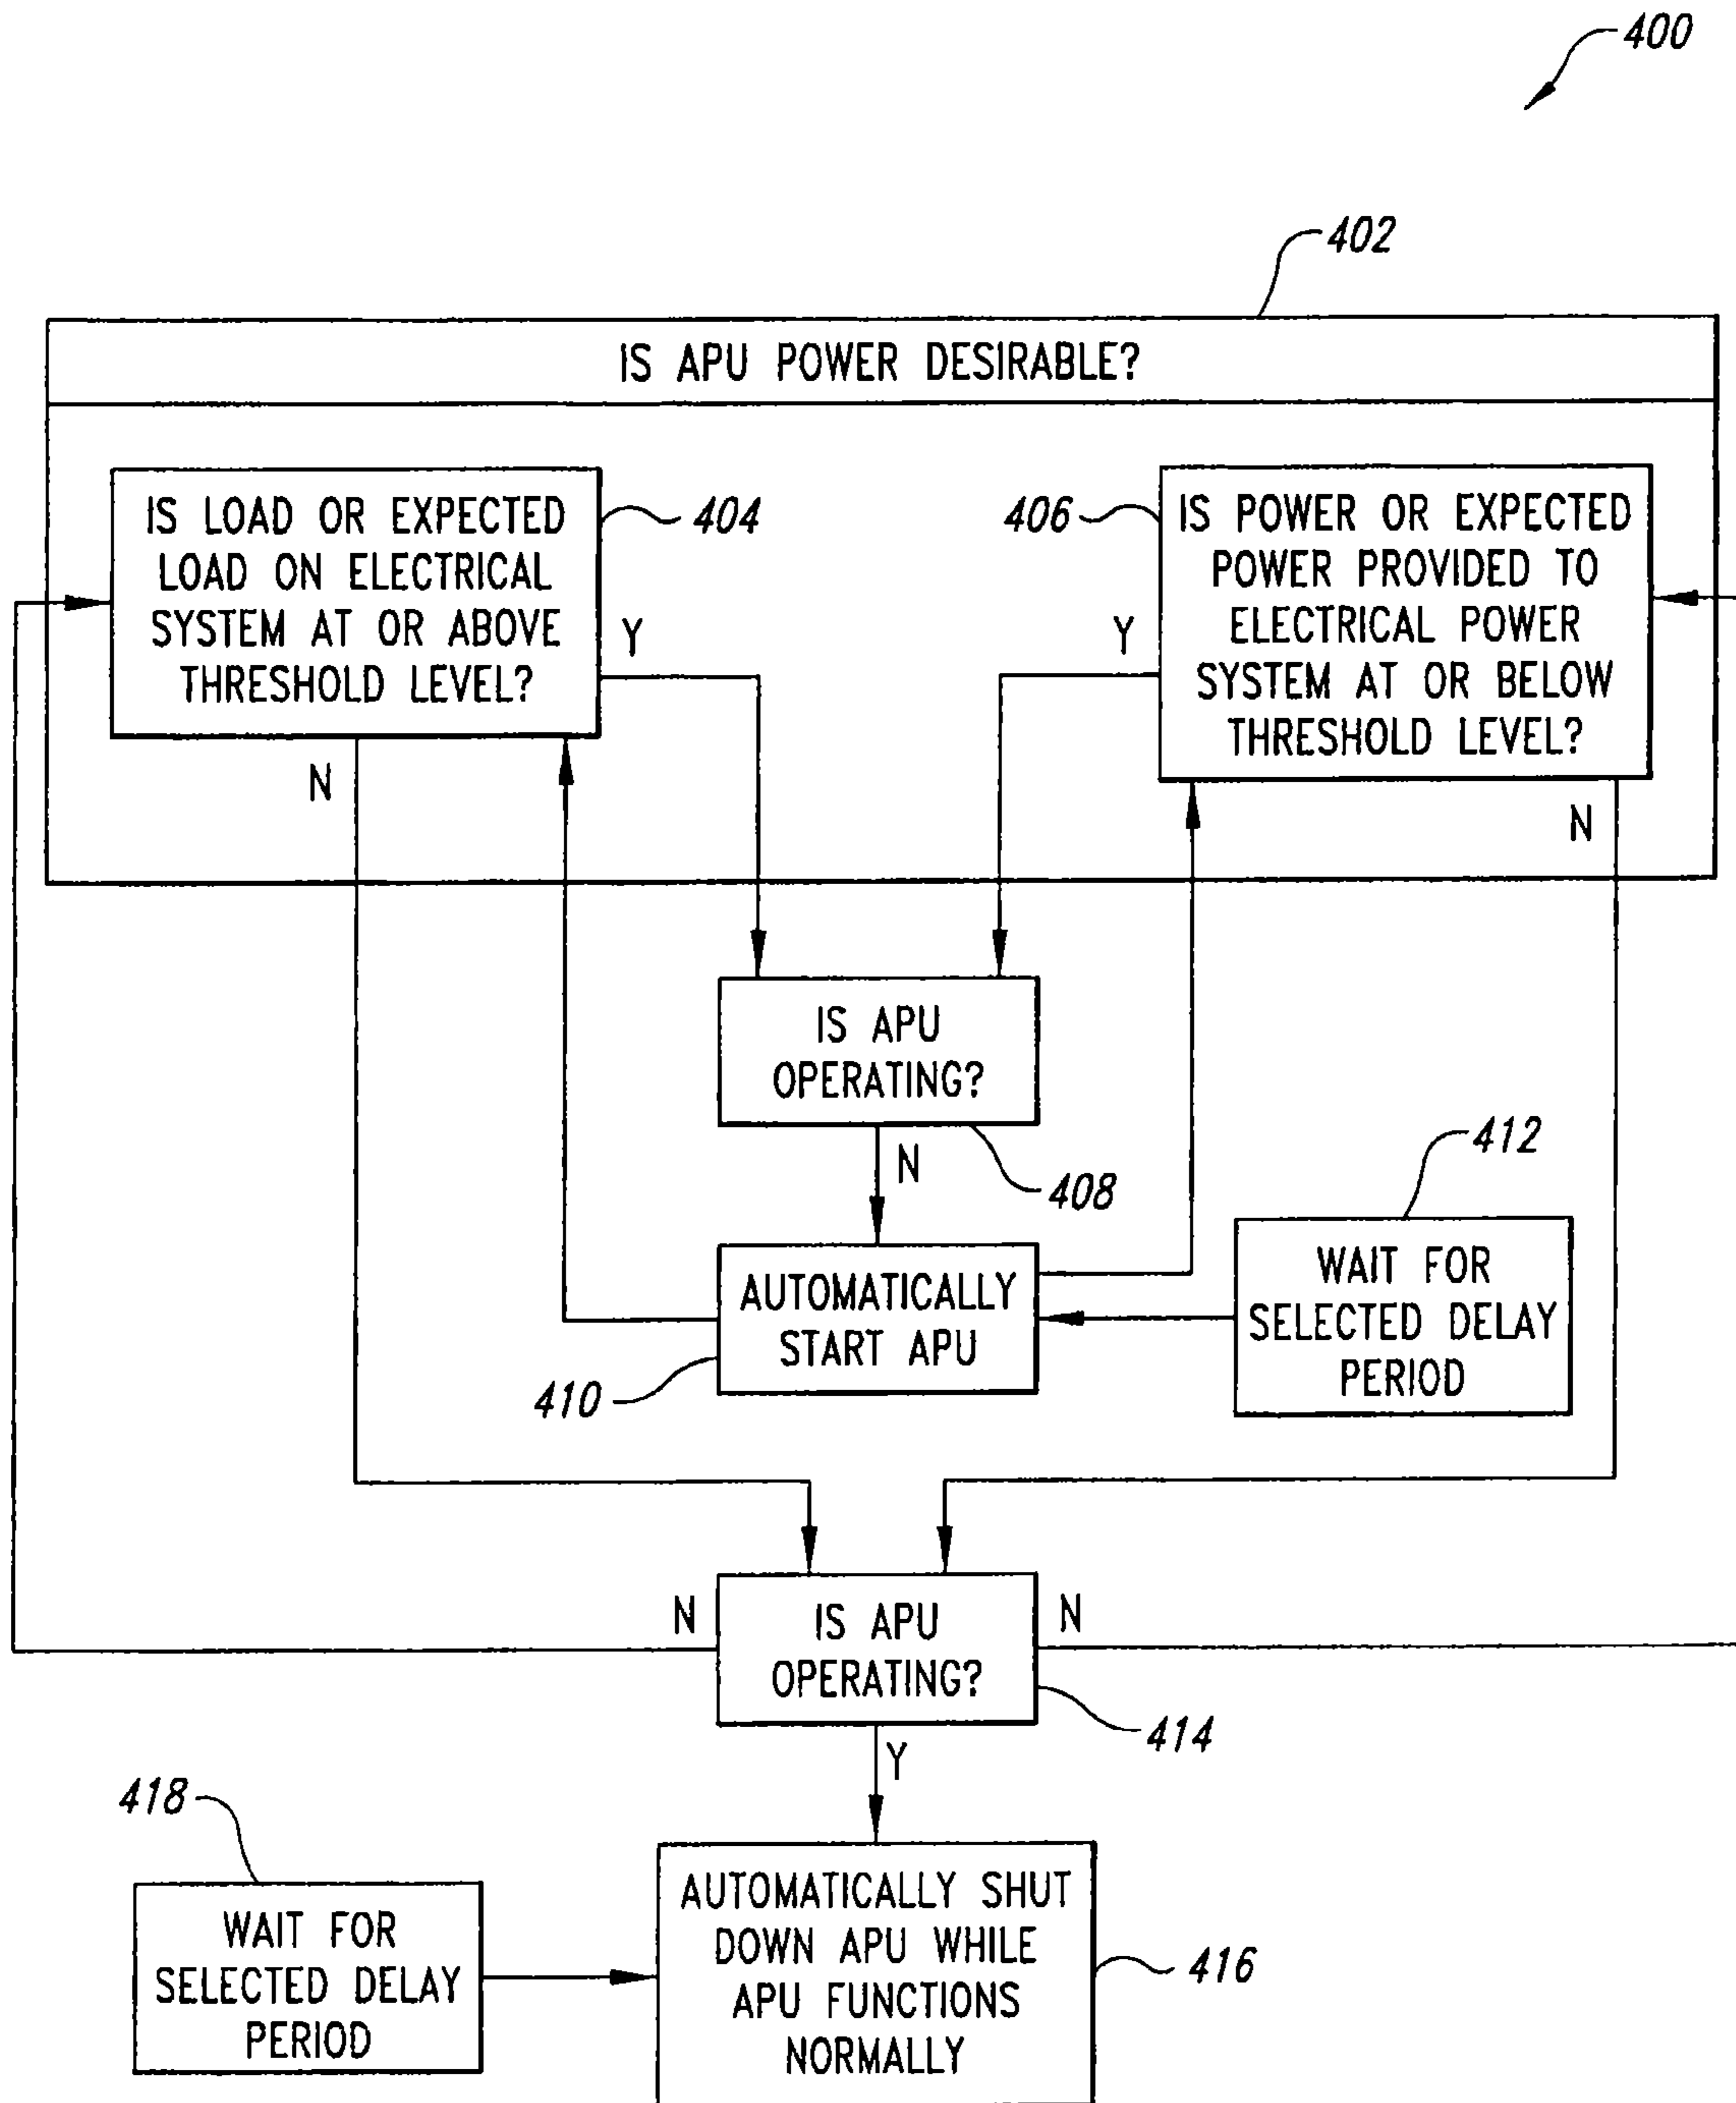 400
402
IS APU POWER DESIRABLE?
IS LOAD OR EXPECTED
LOAD ON ELECTRICAL
SYSTEM AT OR ABOVE
THRESHOLD LEVEL?
404
406
IS POWER OR EXPECTED
POWER PROVIDED TO
ELECTRICAL POWER
SYSTEM AT OR BELOW
THRESHOLD LEVEL?
Y
Y
N
N
IS APU
OPERATING?
N
408
412
AUTOMATICALLY
START APU
410
WAIT FOR
SELECTED DELAY
PERIOD
N
IS APU
OPERATING?
N
414
Y
418
WAIT FOR
SELECTED DELAY
PERIOD
AUTOMATICALLY SHUT
DOWN APU WHILE
APU FUNCTIONS
NORMALLY
416